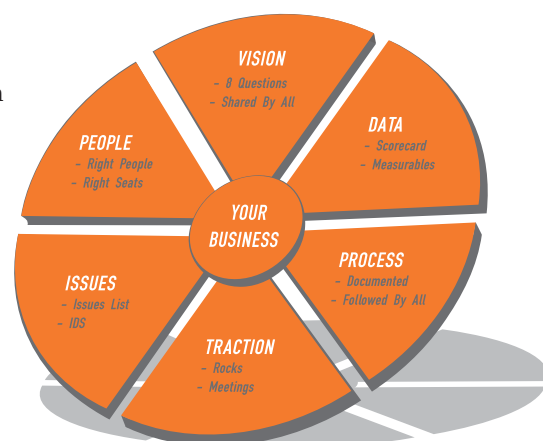 VISION
- 8 Questions
- Shared By All
DATA
- Scorecard
- Measurables
PEOPLE
- Right People
- Right Seats
YOUR
BUSINESS
PROCESS
- Documented
- Followed By All
ISSUES
- Issues List
- IDS
TRACTION
- Rocks
- Meetings